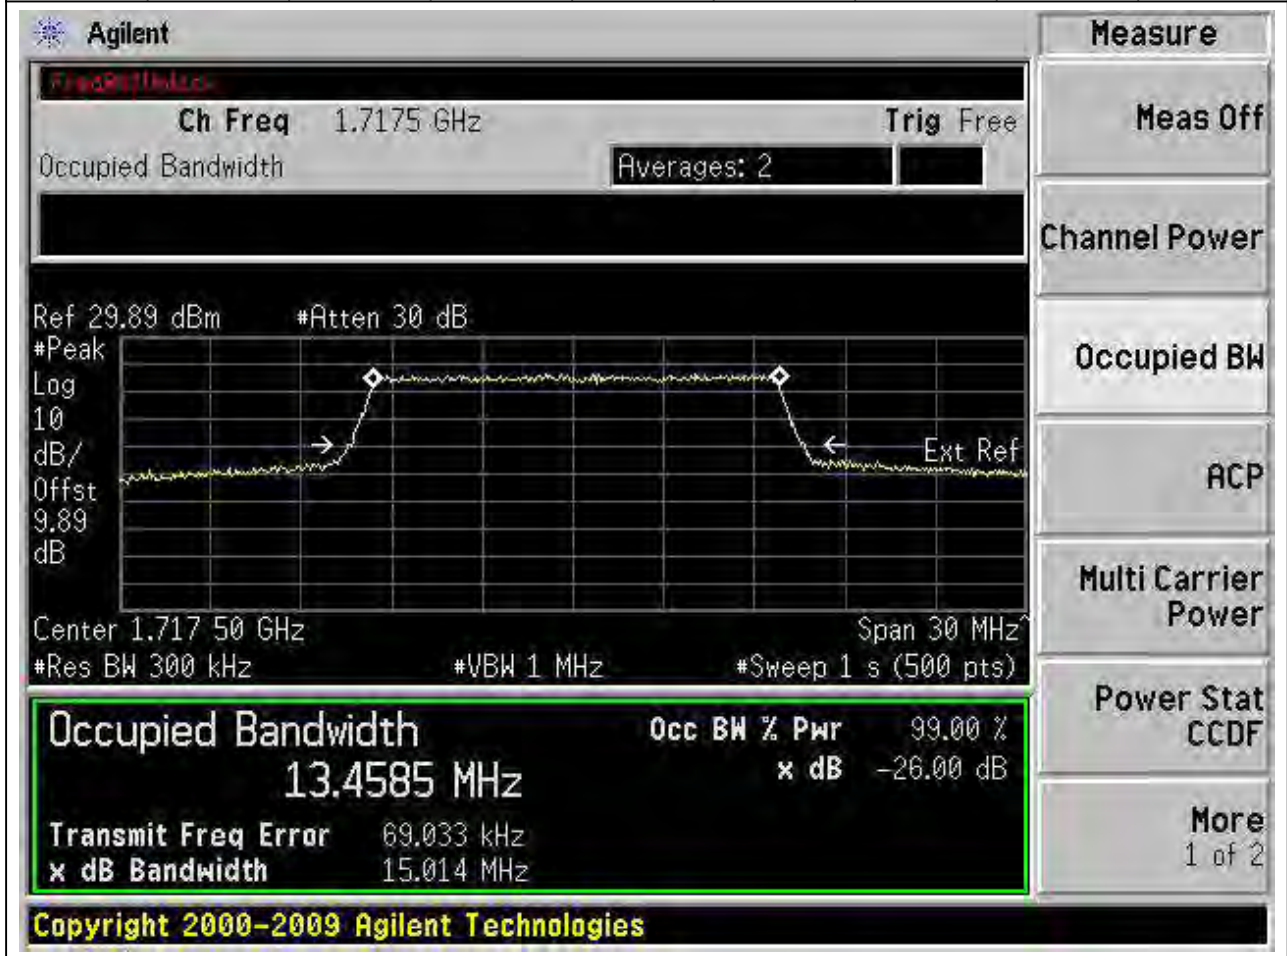 Agilent
Measure
Ch Freq 1.7175 GHz Trig Free
Occupied Bandwidth Averages: 2
Meas Off
Channel Power
Occupied BW
ACP
Multi Carrier
Power
Power Stat
CCDF
More
1 of 2
Ref 29.89 dBm #Atten 30 dB
#Peak
Log
10
dB/
Offst
9.89
dB
Ext Ref
Center 1.717 50 GHz Span 30 MHz^
#Res BW 300 kHz #VBW 1 MHz #Sweep 1 s (500 pts)
Occupied Bandwidth Occ BW % Pwr 99.00 %
13.4585 MHz x dB -26.00 dB
Transmit Freq Error 69.033 kHz
x dB Bandwidth 15.014 MHz
Copyright 2000-2009 Agilent Technologies